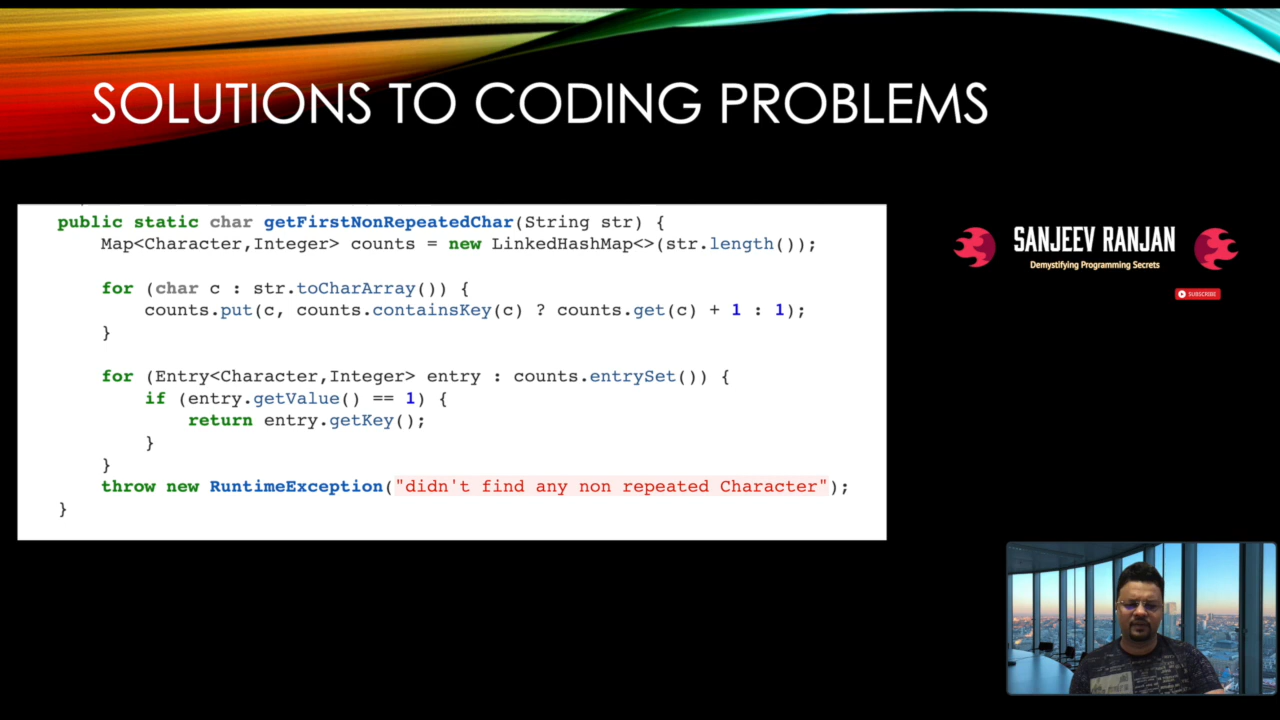 SOLUTIONS TO CODING PROBLEMS
public static char getFirstNonRepeatedChar(String str) {
    Map<Character,Integer> counts = new LinkedHashMap<>(str.length());
    for (char c : str.toCharArray()) {
        counts.put(c, counts.containsKey(c) ? counts.get(c) + 1 : 1);
    }
    for (Entry<Character,Integer> entry : counts.entrySet()) {
        if (entry.getValue() == 1) {
            return entry.getKey();
        }
    }
    throw new RuntimeException("didn't find any non repeated Character");
}
SANJEEV RANJAN
Demystifying Programming Secrets
SUBSCRIBE